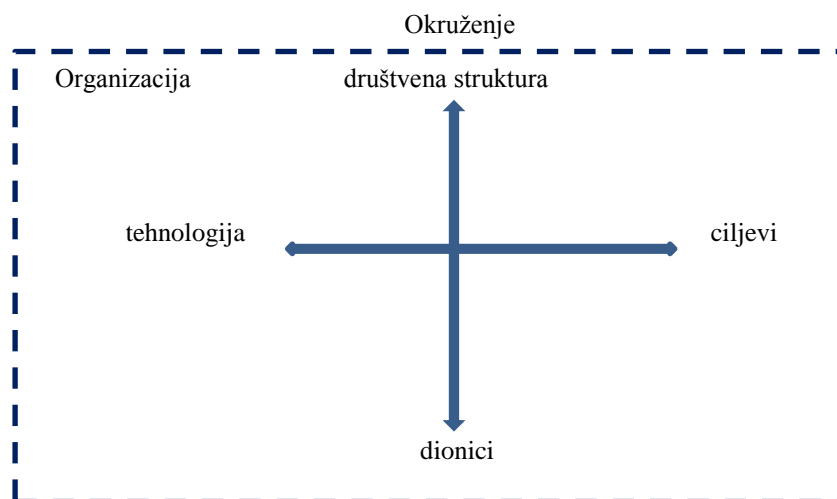 Okruženje
Organizacija društvena struktura
tehnologija ciljevi
dionici